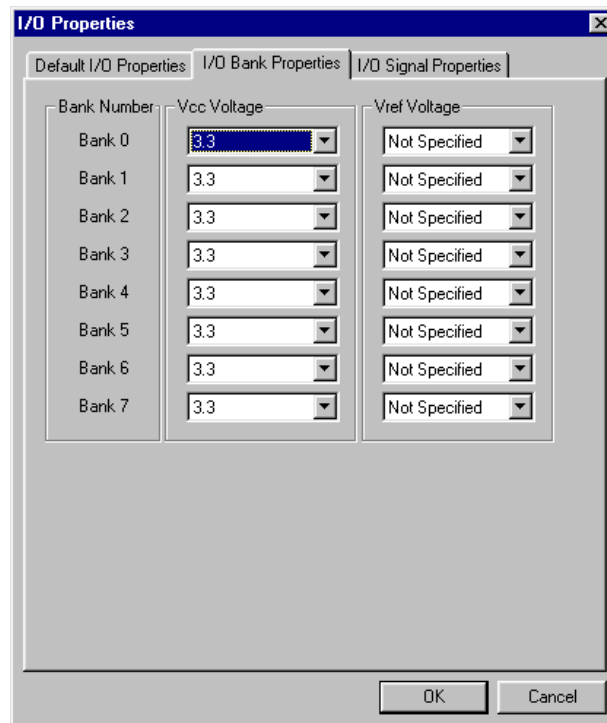 I/O Properties
Default I/O Properties I/O Bank Properties I/O Signal Properties
Bank Number Vcc Voltage Vref Voltage
Bank 0 3.3 Not Specified
Bank 1 3.3 Not Specified
Bank 2 3.3 Not Specified
Bank 3 3.3 Not Specified
Bank 4 3.3 Not Specified
Bank 5 3.3 Not Specified
Bank 6 3.3 Not Specified
Bank 7 3.3 Not Specified
OK Cancel